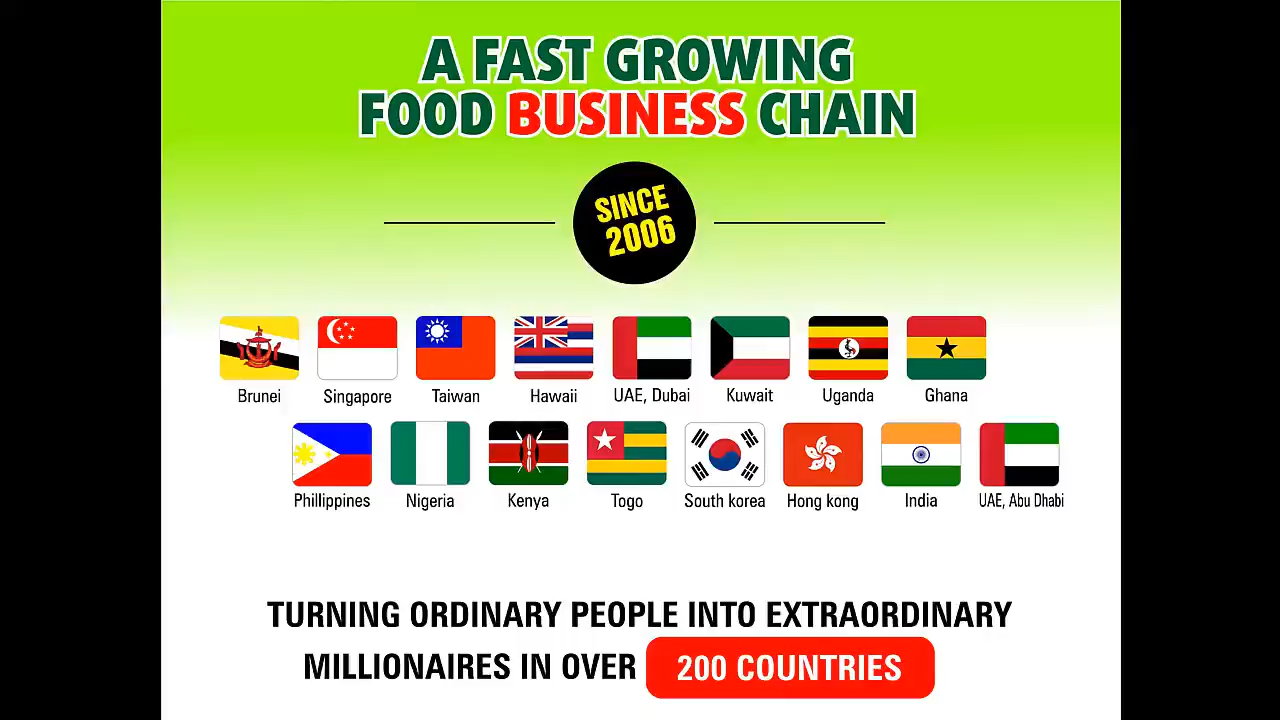 A FAST GROWING
FOOD BUSINESS CHAIN
SINCE
2006
Brunei Singapore Taiwan Hawaii UAE, Dubai Kuwait Uganda Ghana
Phillippines Nigeria Kenya Togo South korea Hong kong India UAE, Abu Dhabi
TURNING ORDINARY PEOPLE INTO EXTRAORDINARY
MILLIONAIRES IN OVER 200 COUNTRIES